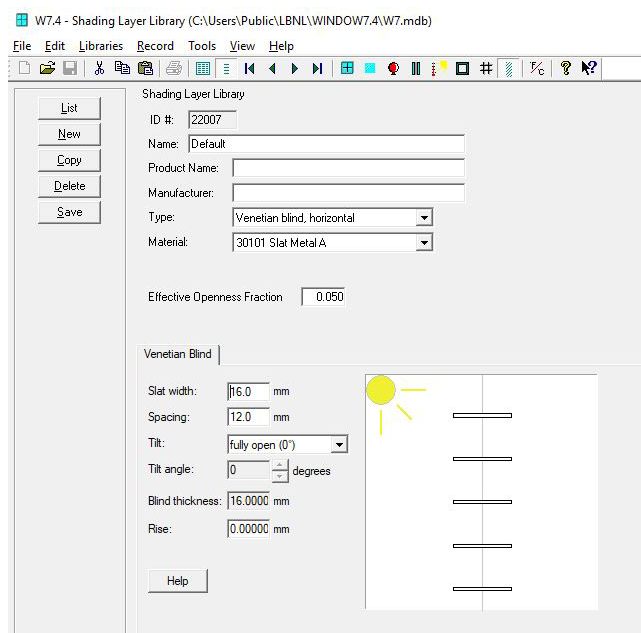 W7.4 - Shading Layer Library (C:\Users\Public\LBNL\WINDOW7.4\W7.mdb)
File Edit Libraries Record Tools View Help
List
New
Copy
Delete
Save
Shading Layer Library
ID #: 22007
Name: Default
Product Name:
Manufacturer:
Type: Venetian blind, horizontal
Material: 30101 Slat Metal A
Effective Openness Fraction 0.050
Venetian Blind
Slat width: 16.0 mm
Spacing: 12.0 mm
Tilt: fully open (0°)
Tilt angle: 0 degrees
Blind thickness: 16.0000 mm
Rise: 0.00000 mm
Help